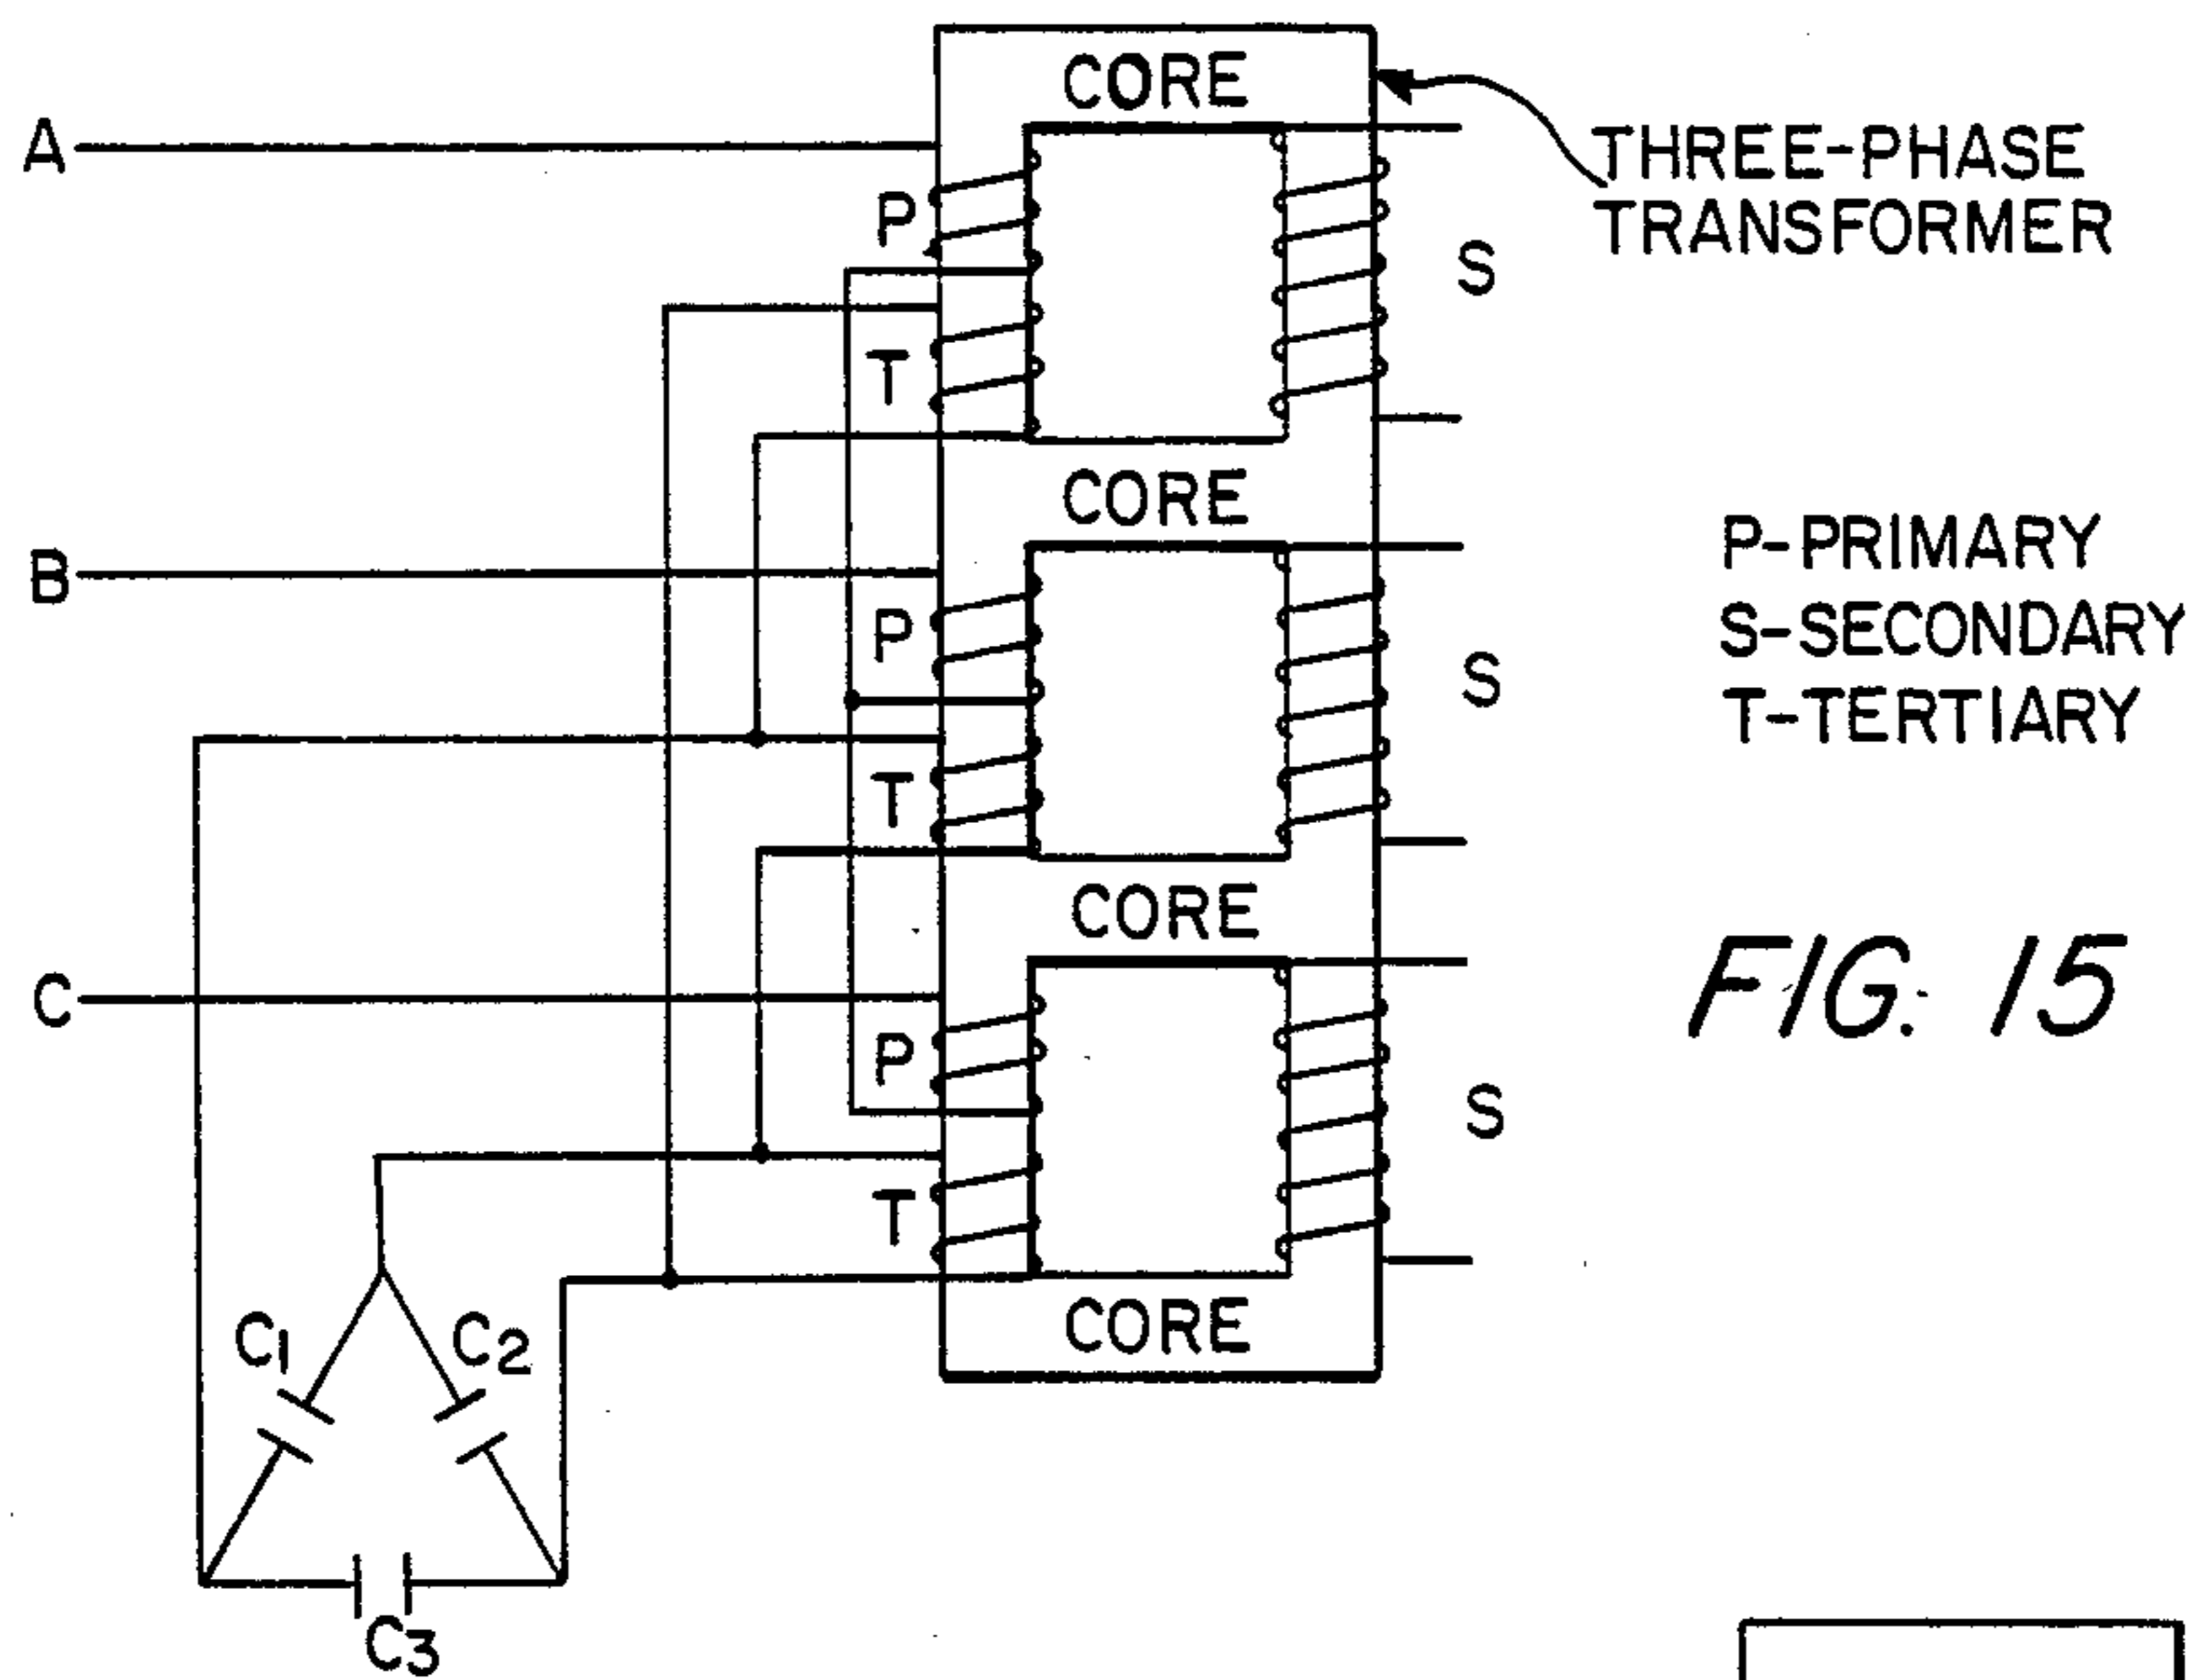 CORE
A
THREE-PHASE
TRANSFORMER
P
S
T
CORE
P-PRIMARY
B
S-SECONDARY
P
S
T-TERTIARY
T
CORE
FIG. 15
C
P
S
T
C1
C2
CORE
C3